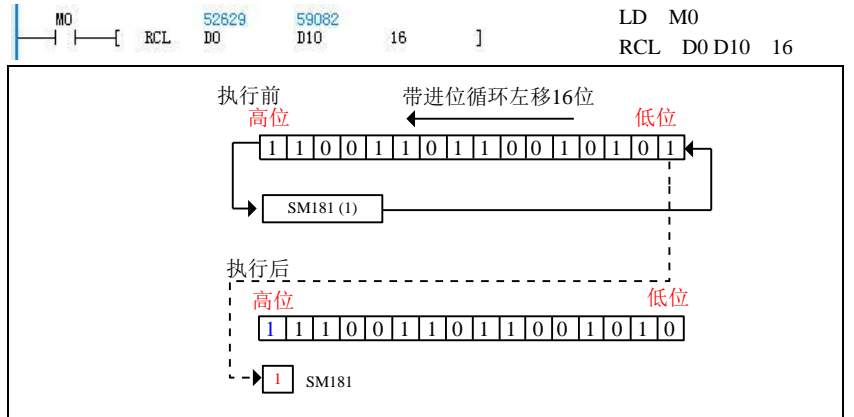 M0 52629 59082 LD M0
RCL D0 D10 16 RCL D0 D10 16
执行前 带进位循环左移16位
高位 低位
1 1 0 0 1 1 0 1 1 0 0 1 0 1 0 1
SM181 (1)
执行后
高位 低位
1 1 1 0 0 1 1 0 1 1 0 0 1 0 1 0
1 SM181